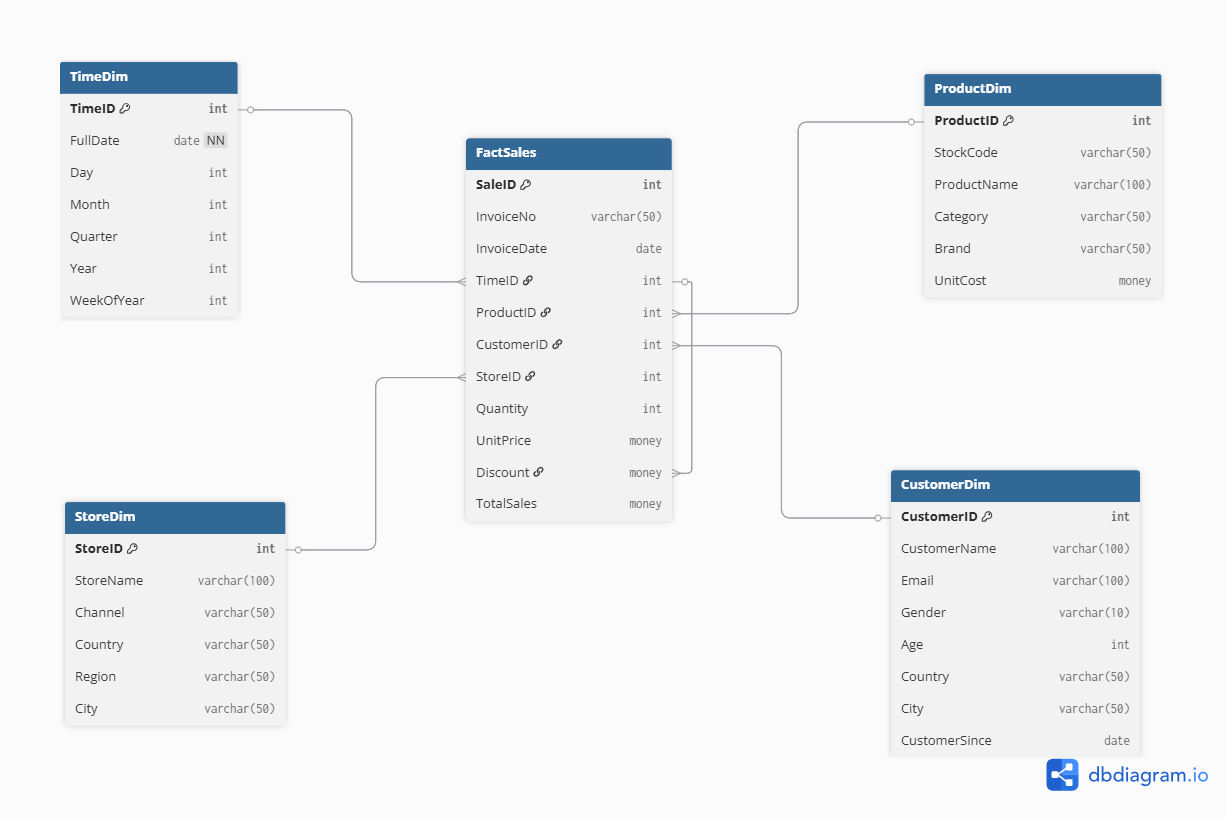 TimeDim
TimeID int
FullDate date NN
Day int
Month int
Quarter int
Year int
WeekOfYear int
FactSales
SaleID int
InvoiceNo varchar(50)
InvoiceDate date
TimeID int
ProductID int
CustomerID int
StoreID int
Quantity int
UnitPrice money
Discount money
TotalSales money
ProductDim
ProductID int
StockCode varchar(50)
ProductName varchar(100)
Category varchar(50)
Brand varchar(50)
UnitCost money
StoreDim
StoreID int
StoreName varchar(100)
Channel varchar(50)
Country varchar(50)
Region varchar(50)
City varchar(50)
CustomerDim
CustomerID int
CustomerName varchar(100)
Email varchar(100)
Gender varchar(10)
Age int
Country varchar(50)
City varchar(50)
CustomerSince date
dbdiagram.io